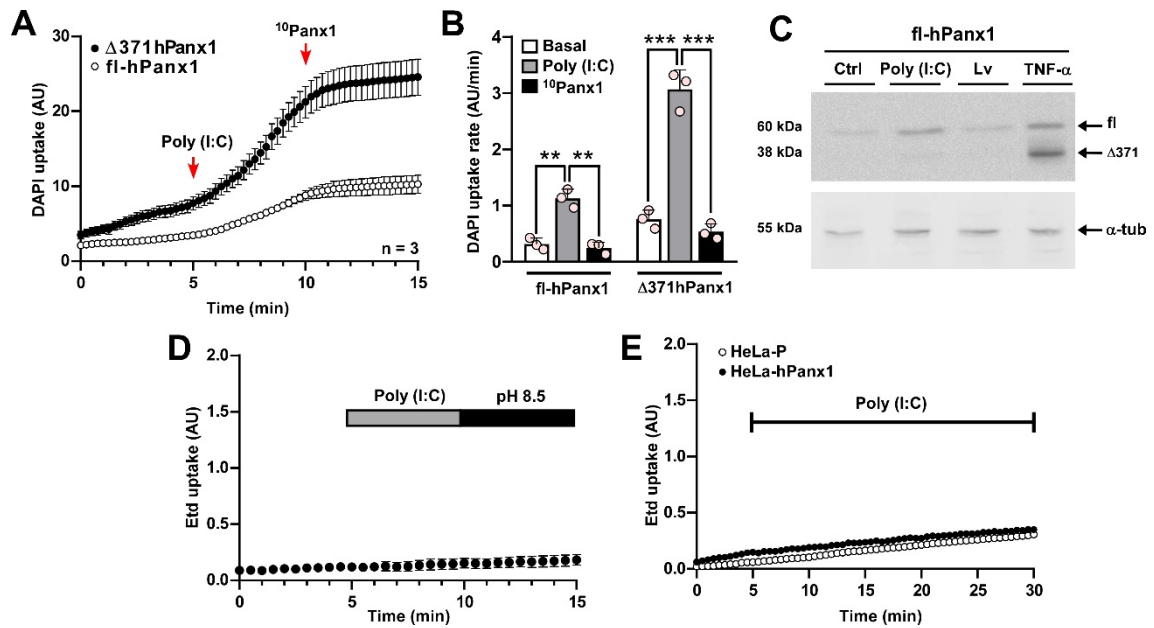 A
Δ371hPanx1
fl-hPanx1
¹⁰Panx1
Poly (I:C)
n = 3
30
20
10
0
DAPI uptake (AU)
0 5 10 15
Time (min)
B
Basal
Poly (I:C)
¹⁰Panx1
*** ***
** **
4
3
2
1
0
DAPI uptake rate (AU/min)
fl-hPanx1 Δ371hPanx1
C
fl-hPanx1
Ctrl Poly (I:C) Lv TNF-α
60 kDa fl
38 kDa Δ371
55 kDa α-tub
D
Poly (I:C) pH 8.5
2.0
1.5
1.0
0.5
0.0
Etd uptake (AU)
0 5 10 15
Time (min)
E
HeLa-P
HeLa-hPanx1
Poly (I:C)
2.0
1.5
1.0
0.5
0.0
Etd uptake (AU)
0 5 10 15 20 25 30
Time (min)